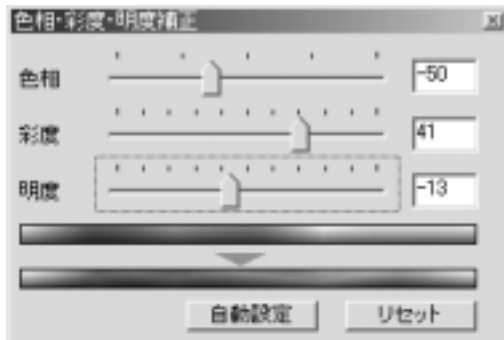 色相・彩度・明度補正
色相 -50
彩度 41
明度 -13
自動設定 リセット